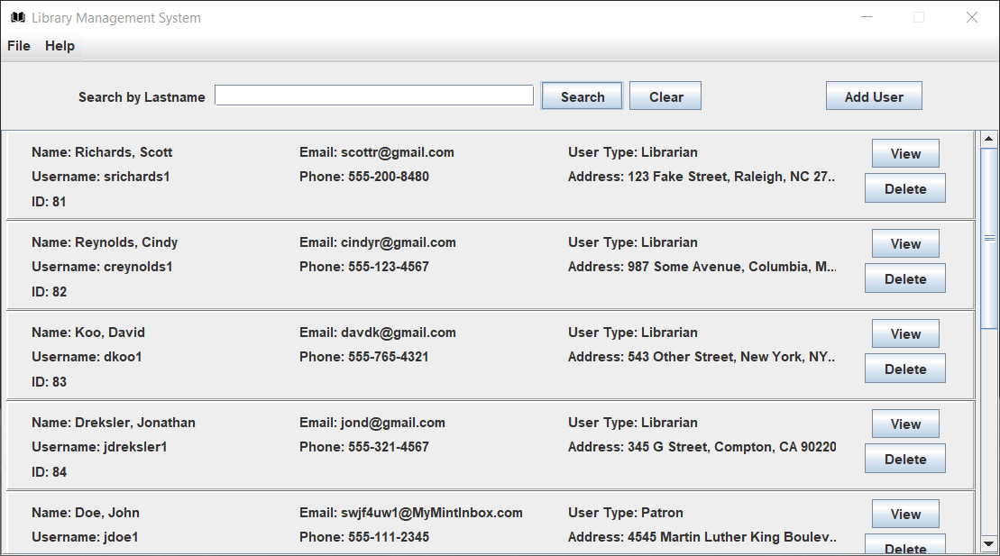 Library Management System
File Help
Search by Lastname Search Clear Add User
Name: Richards, Scott Email: scottr@gmail.com User Type: Librarian View
Username: srichards1 Phone: 555-200-8480 Address: 123 Fake Street, Raleigh, NC 27... Delete
ID: 81
Name: Reynolds, Cindy Email: cindyr@gmail.com User Type: Librarian View
Username: creynolds1 Phone: 555-123-4567 Address: 987 Some Avenue, Columbia, M... Delete
ID: 82
Name: Koo, David Email: davdk@gmail.com User Type: Librarian View
Username: dkoo1 Phone: 555-765-4321 Address: 543 Other Street, New York, NY... Delete
ID: 83
Name: Dreksler, Jonathan Email: jond@gmail.com User Type: Librarian View
Username: jdreksler1 Phone: 555-321-4567 Address: 345 G Street, Compton, CA 90220 Delete
ID: 84
Name: Doe, John Email: swjf4uw1@MyMintInbox.com User Type: Patron View
Username: jdoe1 Phone: 555-111-2345 Address: 4545 Martin Luther King Boulev... Delete